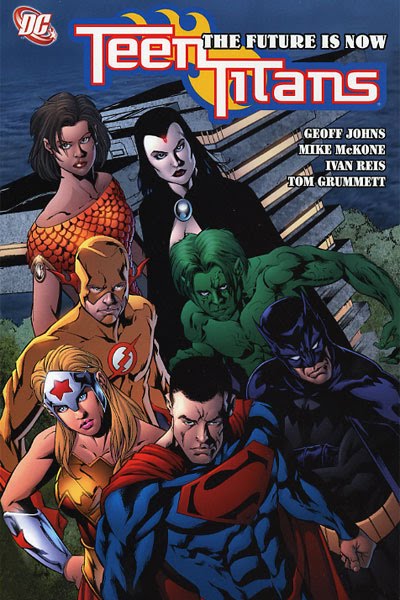 DC
THE FUTURE IS NOW
TEEN
TITANS
GEOFF JOHNS
MIKE McKONE
IVAN REIS
TOM GRUMMETT